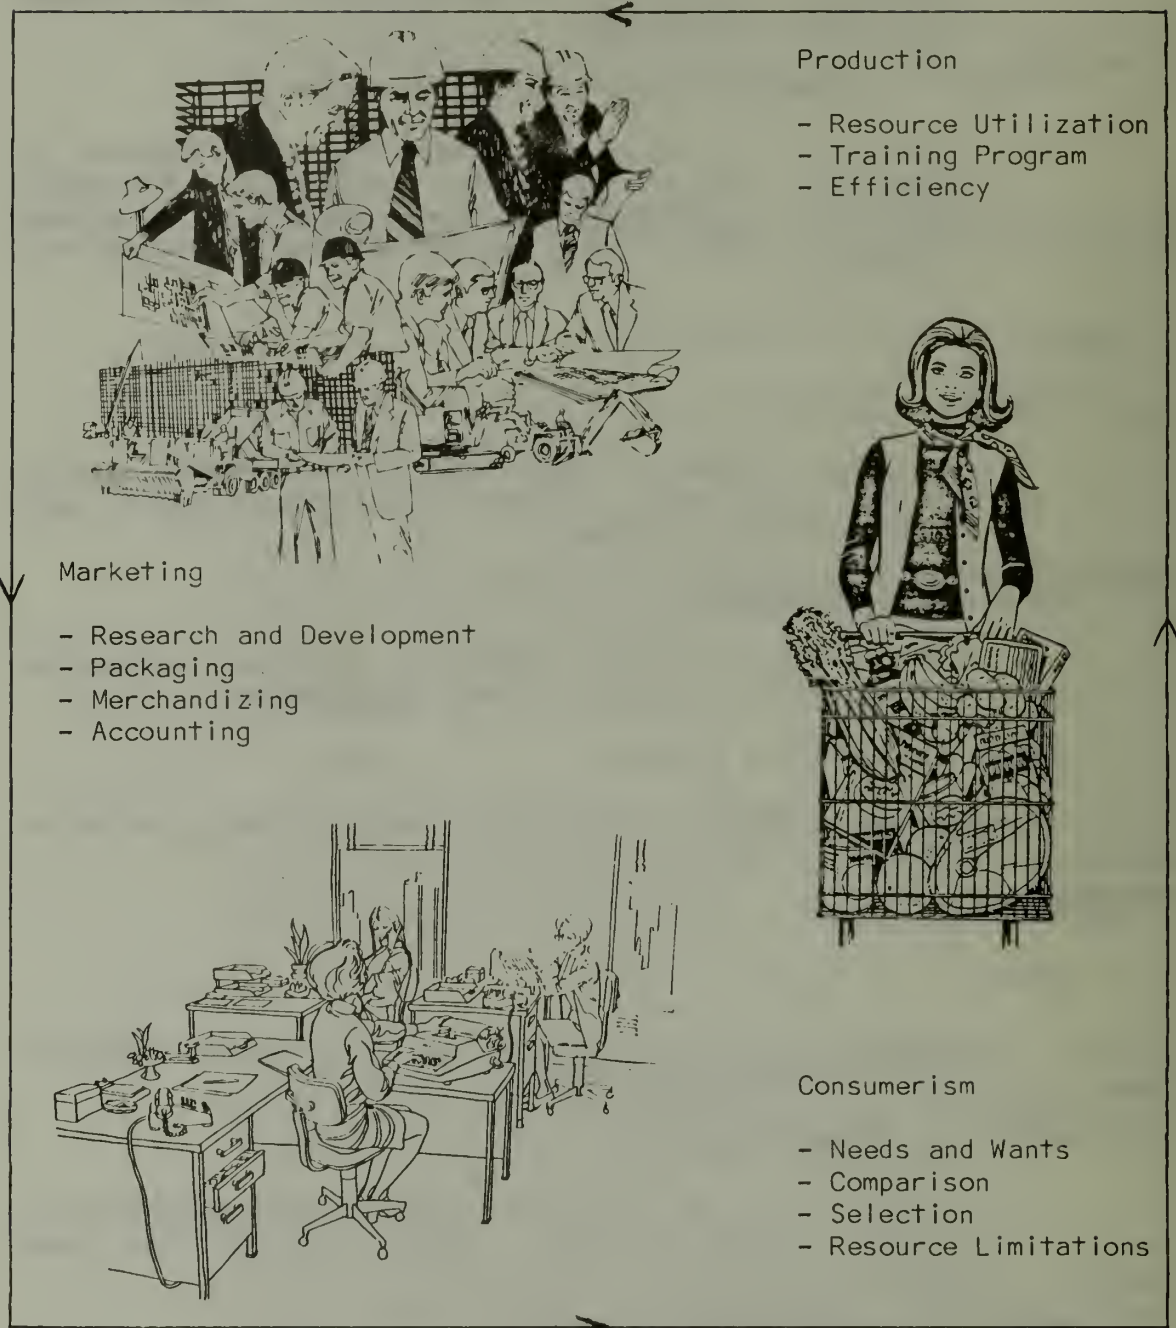 Production
- Resource Utilization
- Training Program
- Efficiency
Marketing
- Research and Development
- Packaging
- Merchandizing
- Accounting
Consumerism
- Needs and Wants
- Comparison
- Selection
- Resource Limitations